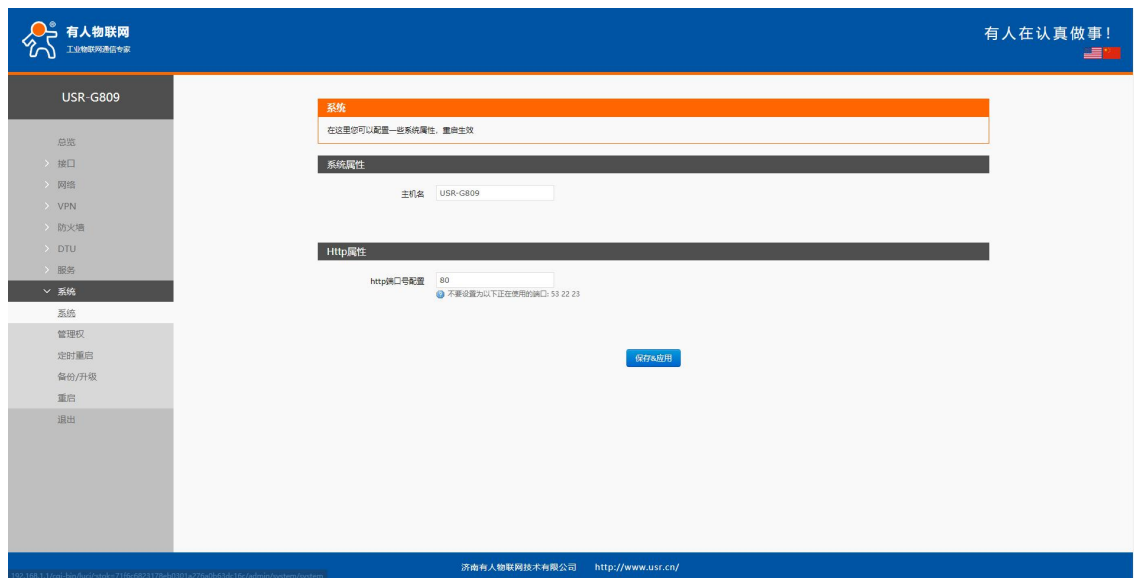 有人物联网
工业物联网通信专家
有人在认真做事!
USR-G809
总览
接口
网络
VPN
防火墙
DTU
服务
系统
系统
管理权
定时重启
备份/升级
重启
退出
系统
在这里您可以配置一些系统属性,重启生效
系统属性
主机名 USR-G809
Http属性
http端口号配置 80
不要设置为以下正在使用的端口: 53 22 23
保存&应用
济南有人物联网技术有限公司 http://www.usr.cn/